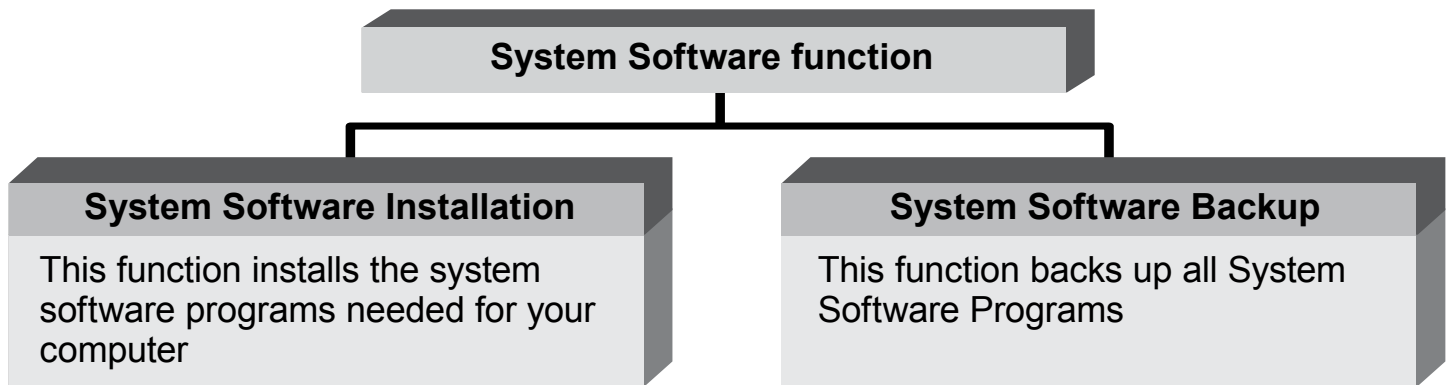 System Software function
System Software Installation
This function installs the system
software programs needed for your
computer
System Software Backup
This function backs up all System
Software Programs